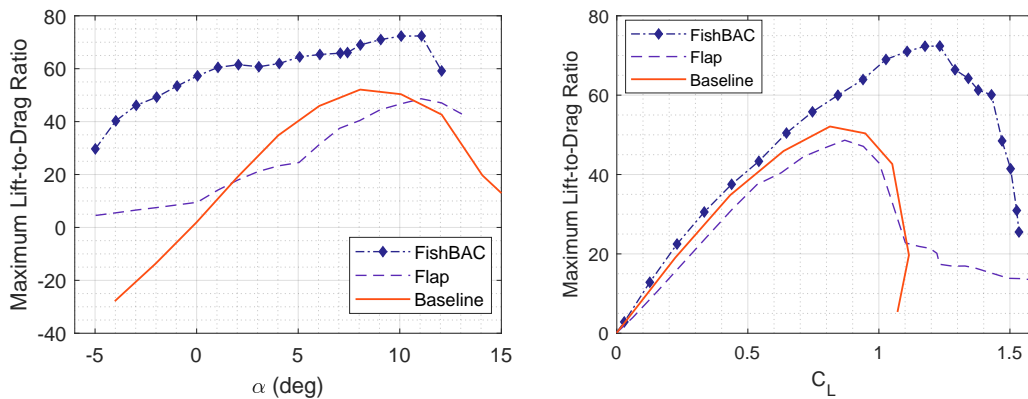 Maximum Lift-to-Drag Ratio
80
60
40
20
0
-20
-40
-5
0
5
10
15
α (deg)
FishBAC
Flap
Baseline
Maximum Lift-to-Drag Ratio
80
60
40
20
0
0
0.5
1
1.5
C_L
FishBAC
Flap
Baseline